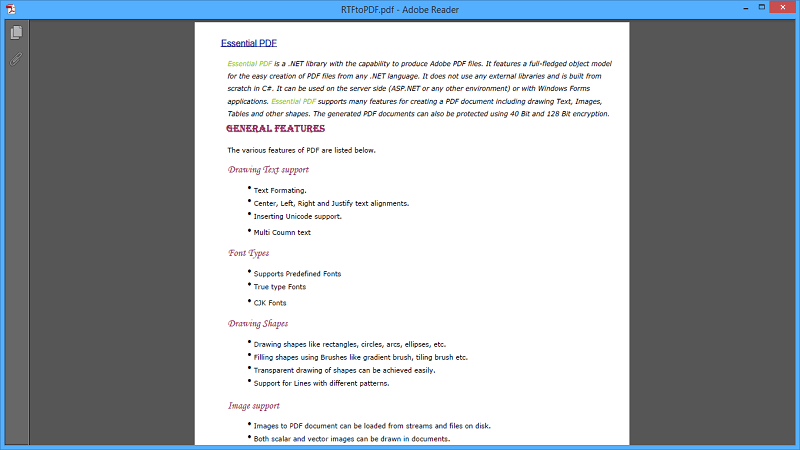 RTFtoPDF.pdf - Adobe Reader
Essential PDF
Essential PDF is a .NET library with the capability to produce Adobe PDF files. It features a full-fledged object model
for the easy creation of PDF files from any .NET language. It does not use any external libraries and is built from
scratch in C#. It can be used on the server side (ASP.NET or any other environment) or with Windows Forms
applications. Essential PDF supports many features for creating a PDF document including drawing Text, Images,
Tables and other shapes. The generated PDF documents can also be protected using 40 Bit and 128 Bit encryption.
GENERAL FEATURES
The various features of PDF are listed below.
Drawing Text support
• Text Formating.
• Center, Left, Right and Justify text alignments.
• Inserting Unicode support.
• Multi Coumn text
Font Types
• Supports Predefined Fonts
• True type Fonts
• CJK Fonts
Drawing Shapes
• Drawing shapes like rectangles, circles, arcs, ellipses, etc.
• Filling shapes using Brushes like gradient brush, tiling brush etc.
• Transparent drawing of shapes can be achieved easily.
• Support for Lines with different patterns.
Image support
• Images to PDF document can be loaded from streams and files on disk.
• Both scalar and vector images can be drawn in documents.